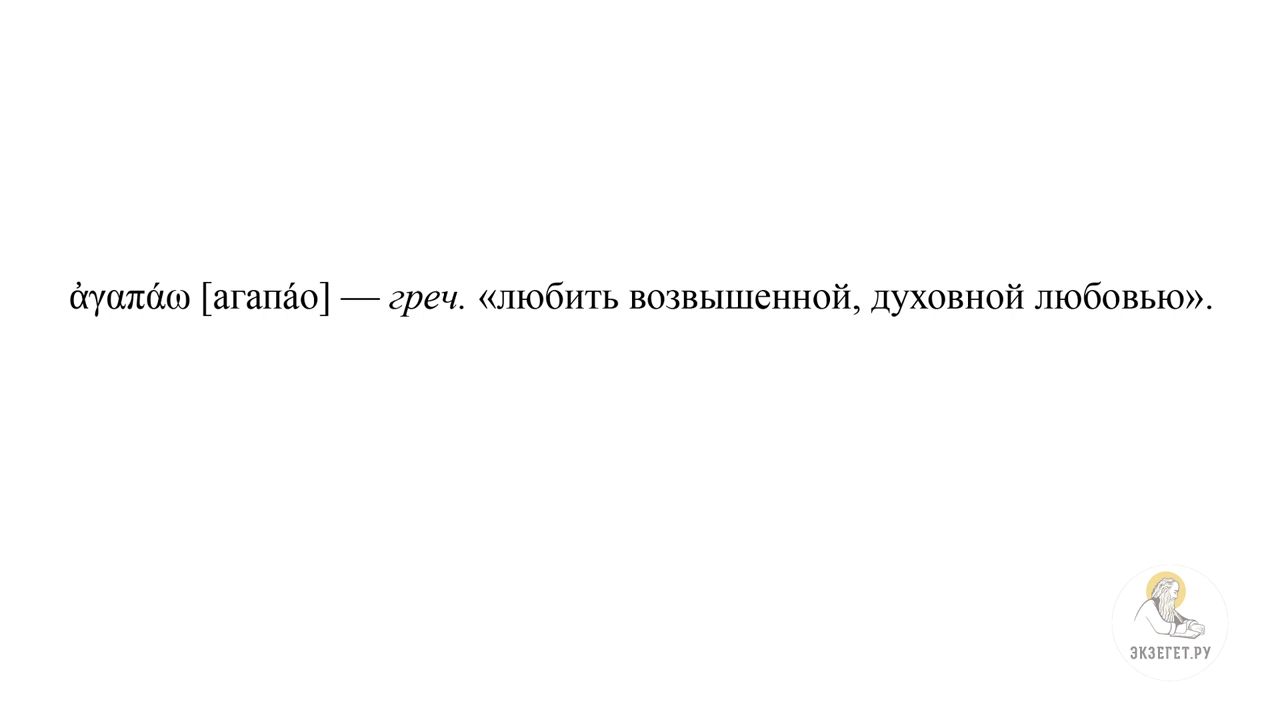 ἀγαπάω [агапáо] — греч. «любить возвышенной, духовной любовью».
ЭКЗЕГЕТ.РУ